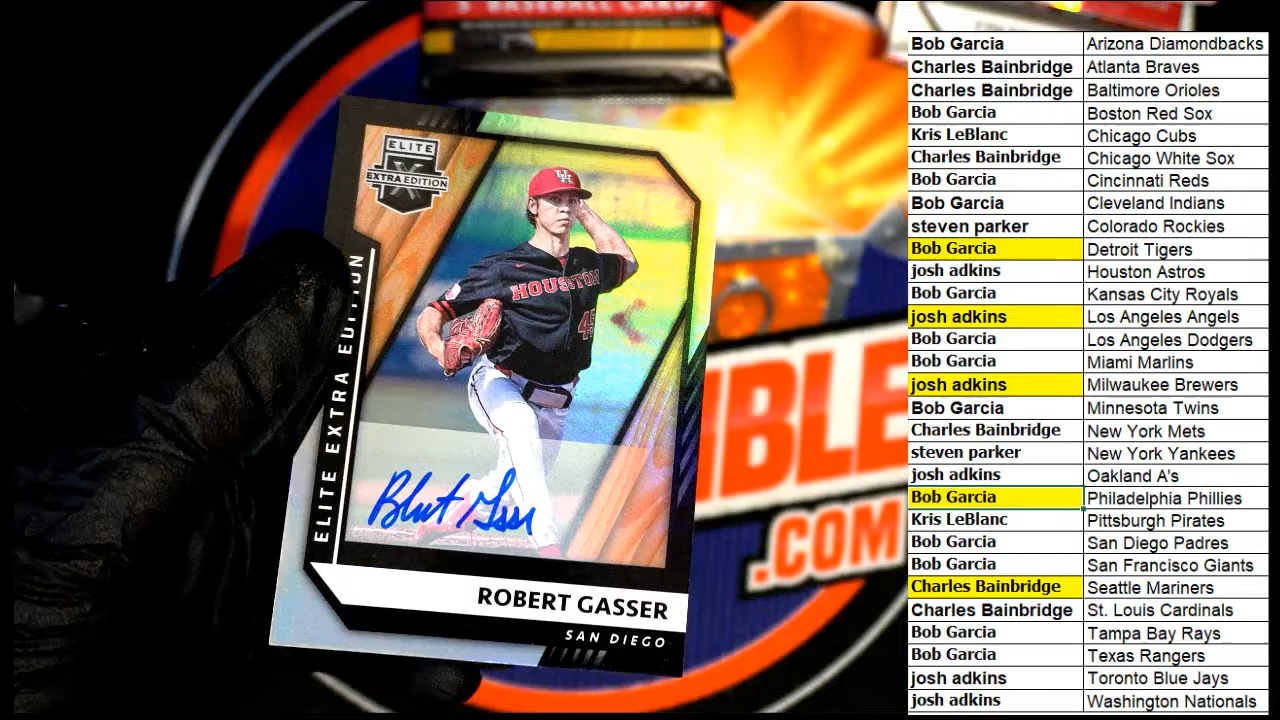 5 BASEBALL CARDS
ELITE
EXTRA EDITION
ELITE EXTRA EDITION
HOUSTON
ROBERT GASSER
SAN DIEGO
IBLE
.COM
Bob Garcia Arizona Diamondbacks
Charles Bainbridge Atlanta Braves
Charles Bainbridge Baltimore Orioles
Bob Garcia Boston Red Sox
Kris LeBlanc Chicago Cubs
Charles Bainbridge Chicago White Sox
Bob Garcia Cincinnati Reds
Bob Garcia Cleveland Indians
steven parker Colorado Rockies
Bob Garcia Detroit Tigers
josh adkins Houston Astros
Bob Garcia Kansas City Royals
josh adkins Los Angeles Angels
Bob Garcia Los Angeles Dodgers
Bob Garcia Miami Marlins
josh adkins Milwaukee Brewers
Bob Garcia Minnesota Twins
Charles Bainbridge New York Mets
steven parker New York Yankees
josh adkins Oakland A's
Bob Garcia Philadelphia Phillies
Kris LeBlanc Pittsburgh Pirates
Bob Garcia San Diego Padres
Bob Garcia San Francisco Giants
Charles Bainbridge Seattle Mariners
Charles Bainbridge St. Louis Cardinals
Bob Garcia Tampa Bay Rays
Bob Garcia Texas Rangers
josh adkins Toronto Blue Jays
josh adkins Washington Nationals